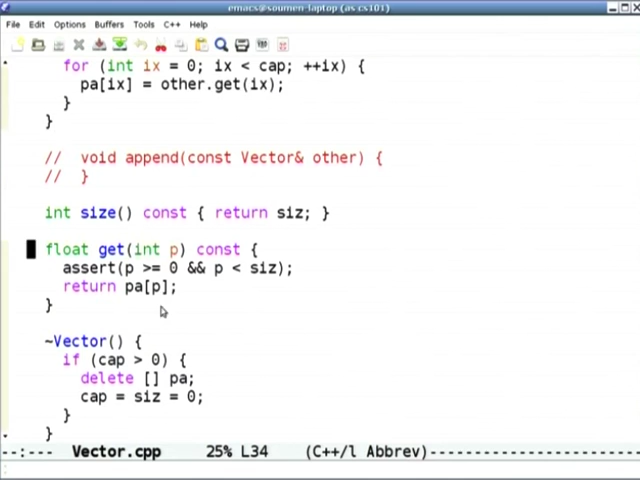 emacs@soumen-laptop (as cs101)
File Edit Options Buffers Tools C++ Help
for (int ix = 0; ix < cap; ++ix) {
pa[ix] = other.get(ix);
}
}
// void append(const Vector& other) {
// }
int size() const { return siz; }
float get(int p) const {
assert(p >= 0 && p < siz);
return pa[p];
}
~Vector() {
if (cap > 0) {
delete [] pa;
cap = siz = 0;
}
}
--:--- Vector.cpp 25% L34 (C++/l Abbrev)------------------------